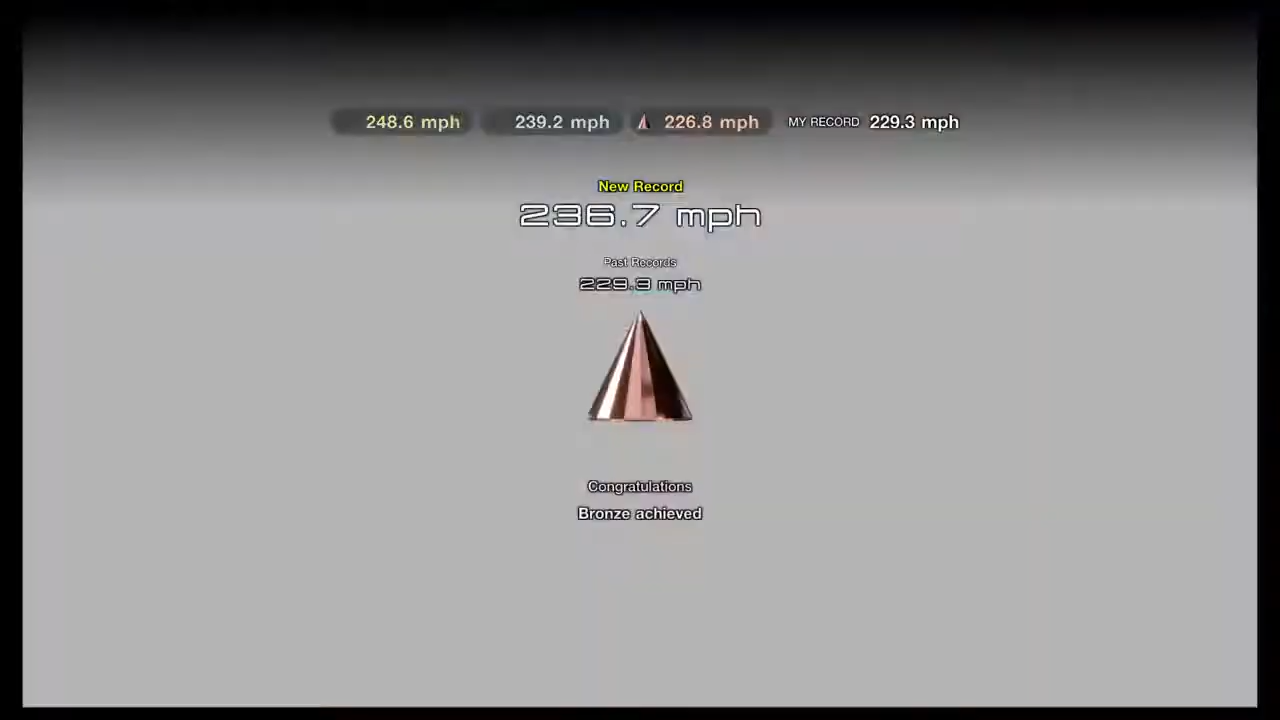 248.6 mph 239.2 mph 226.8 mph MY RECORD 229.3 mph
New Record
236.7 mph
Past Records
229.3 mph
Congratulations
Bronze achieved